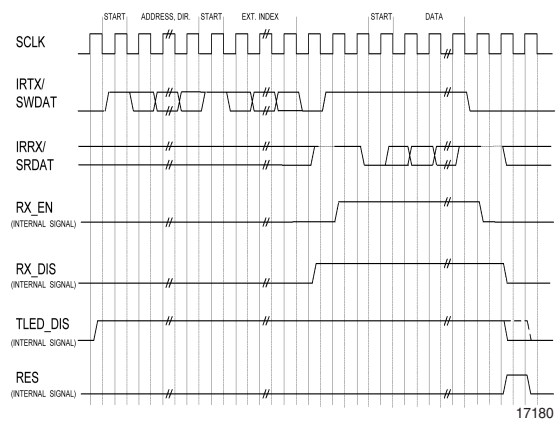 START ADDRESS, DIR. START EXT. INDEX START DATA
SCLK
IRTX/
SWDAT
IRRX/
SRDAT
RX_EN
(INTERNAL SIGNAL)
RX_DIS
(INTERNAL SIGNAL)
TLED_DIS
(INTERNAL SIGNAL)
RES
(INTERNAL SIGNAL)
17180